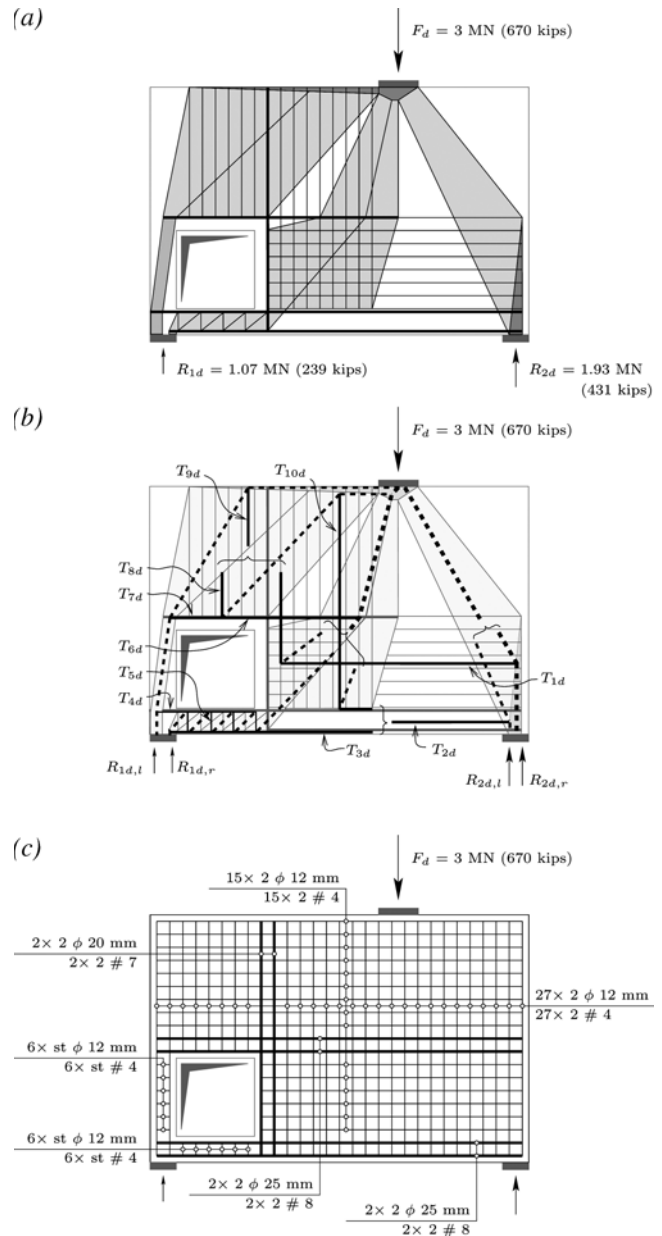 (a)
F_d = 3 MN (670 kips)
R_1d = 1.07 MN (239 kips)
R_2d = 1.93 MN
(431 kips)
(b)
F_d = 3 MN (670 kips)
T_9d
T_10d
T_8d
T_7d
T_6d
T_5d
T_4d
T_1d
T_2d
T_3d
R_1d,l
R_1d,r
R_2d,l
R_2d,r
(c)
F_d = 3 MN (670 kips)
15× 2 ϕ 12 mm
15× 2 # 4
2× 2 ϕ 20 mm
2× 2 # 7
27× 2 ϕ 12 mm
27× 2 # 4
6× st ϕ 12 mm
6× st # 4
6× st ϕ 12 mm
6× st # 4
2× 2 ϕ 25 mm
2× 2 # 8
2× 2 ϕ 25 mm
2× 2 # 8